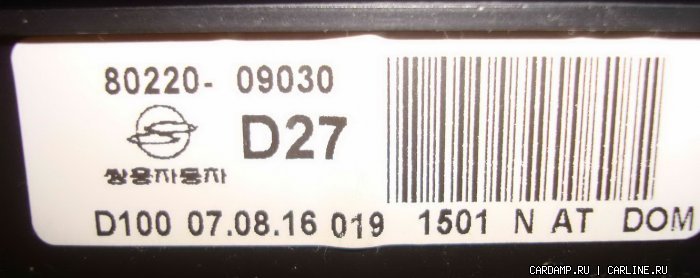 80220- 09030
D27
쌍용자동차
D100 07.08.16 019 1501 N AT DOM
CARDAMP.RU | CARLINE.RU